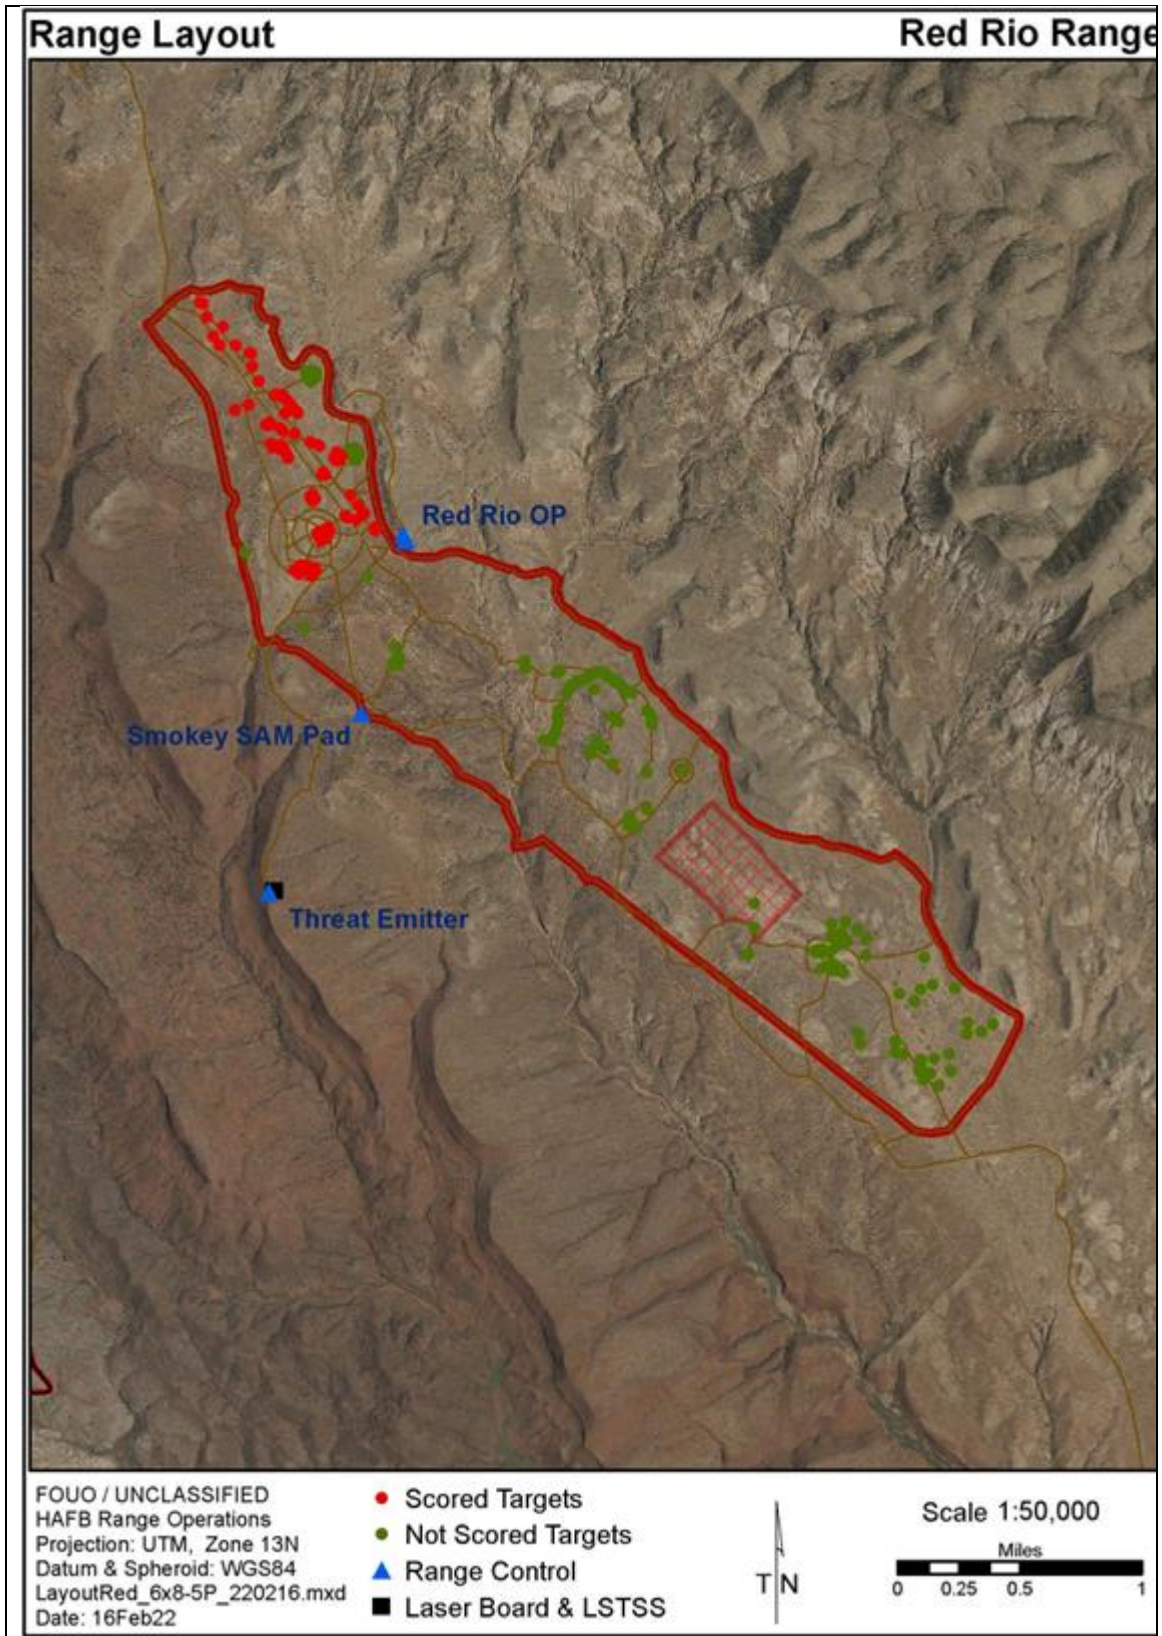 Range Layout
Red Rio Range
Red Rio OP
Smokey SAM Pad
Threat Emitter
FOUO / UNCLASSIFIED
HAFB Range Operations
Projection: UTM, Zone 13N
Datum & Spheroid: WGS84
LayoutRed_6x8-5P_220216.mxd
Date: 16Feb22
Scored Targets
Not Scored Targets
Range Control
Laser Board & LSTSS
T N
Scale 1:50,000
Miles
0 0.25 0.5 1